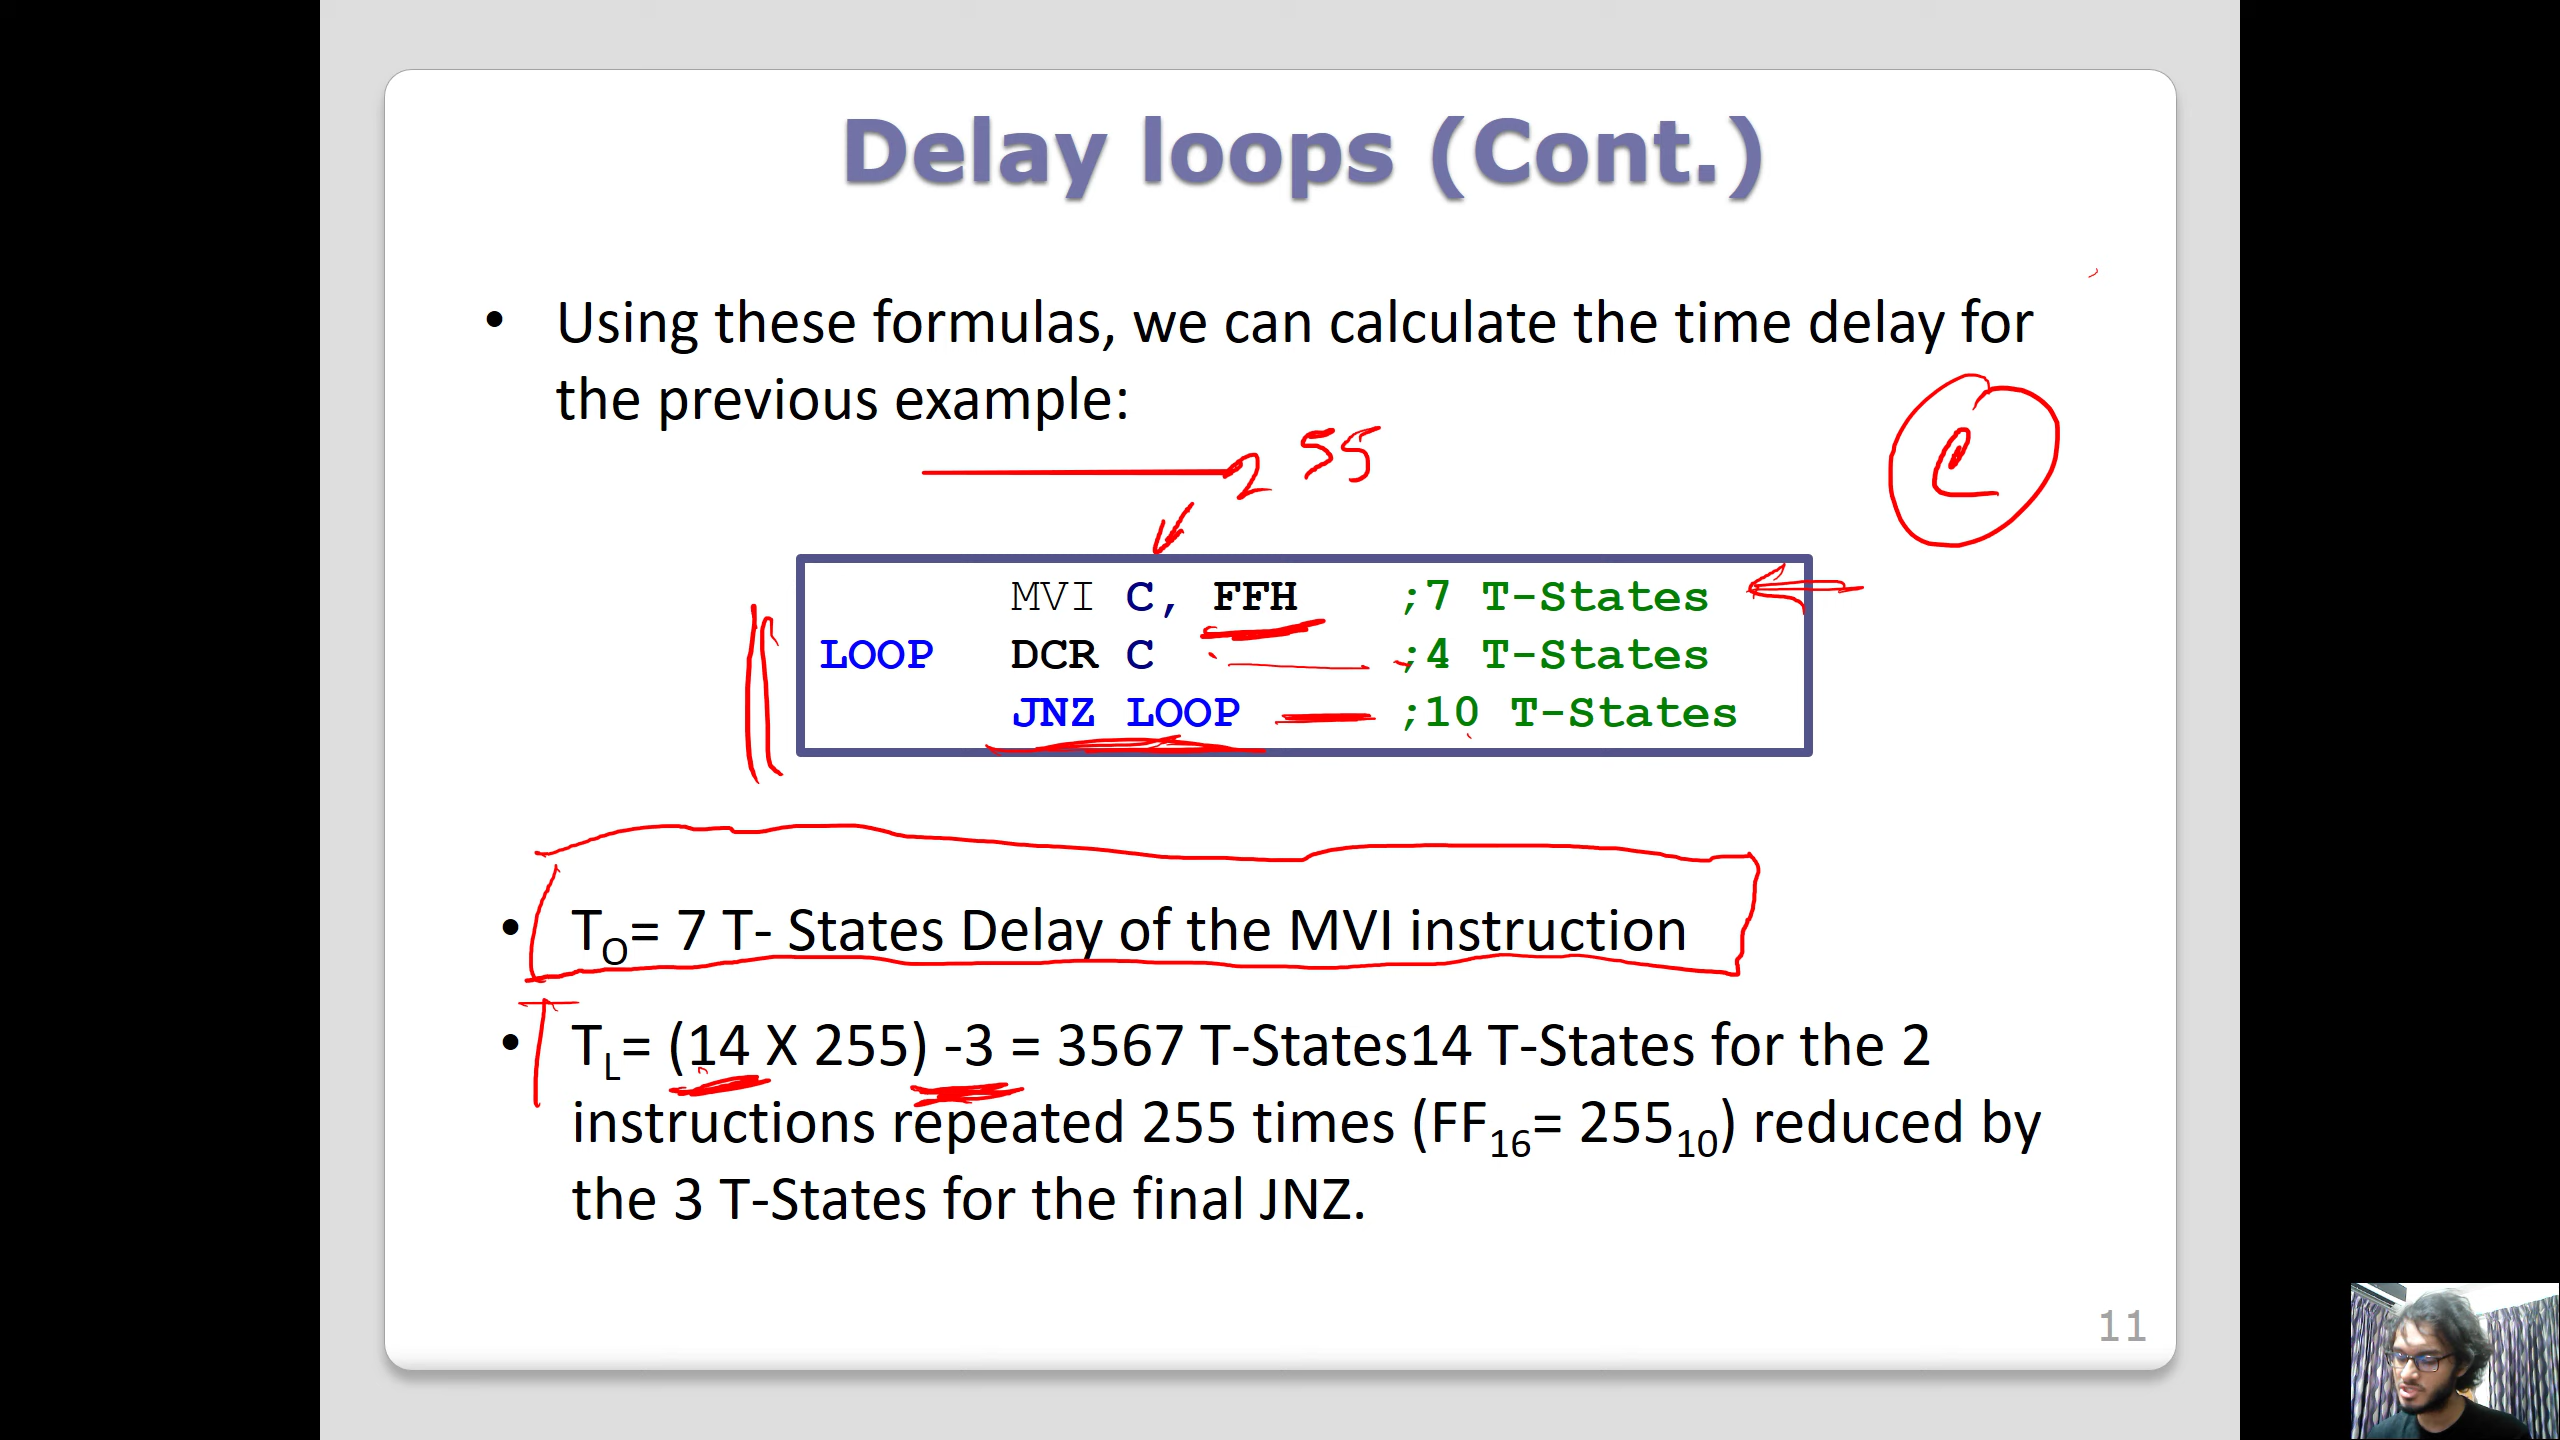 Delay loops (Cont.)
• Using these formulas, we can calculate the time delay for
the previous example:
255
MVI C, FFH ;7 T-States
LOOP DCR C ;4 T-States
JNZ LOOP ;10 T-States
• TO= 7 T- States Delay of the MVI instruction
• TL= (14 X 255) -3 = 3567 T-States14 T-States for the 2
instructions repeated 255 times (FF16= 25510) reduced by
the 3 T-States for the final JNZ.
11